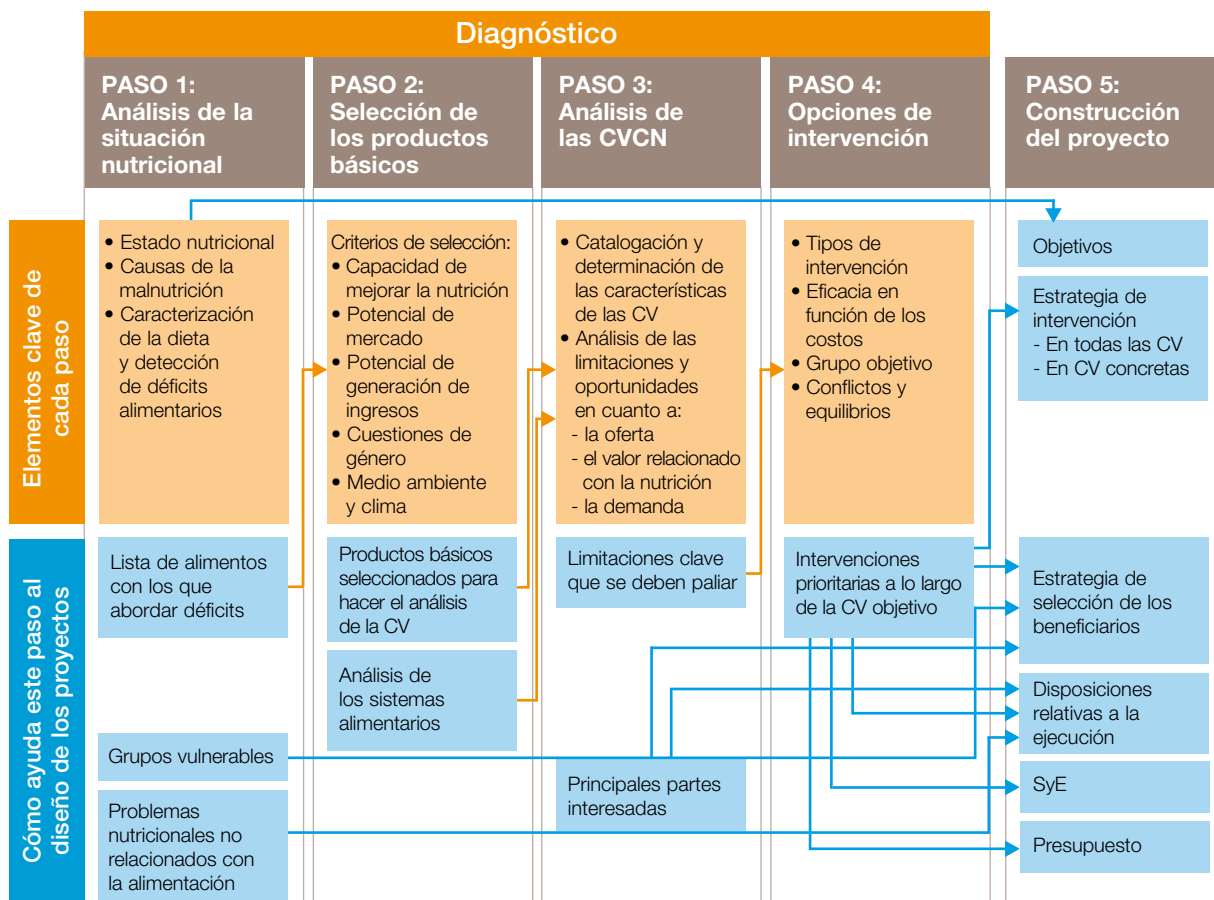 Diagnóstico
PASO 1:
Análisis de la
situación
nutricional
PASO 2:
Selección de
los productos
básicos
PASO 3:
Análisis de
las CVCN
PASO 4:
Opciones de
intervención
PASO 5:
Construcción
del proyecto
Elementos clave de
cada paso
• Estado nutricional
• Causas de la
malnutrición
• Caracterización
de la dieta
y detección
de déficits
alimentarios
Criterios de selección:
• Capacidad de
mejorar la nutrición
• Potencial de
mercado
• Potencial de
generación de
ingresos
• Cuestiones de
género
• Medio ambiente
y clima
• Catalogación y
determinación de
las características
de las CV
• Análisis de las
limitaciones y
oportunidades
en cuanto a:
- la oferta
- el valor relacionado
con la nutrición
- la demanda
• Tipos de
intervención
• Eficacia en
función de los
costos
• Grupo objetivo
• Conflictos y
equilibrios
Objetivos
Estrategia de
intervención
- En todas las CV
- En CV concretas
Cómo ayuda este paso al
diseño de los proyectos
Lista de alimentos
con los que
abordar déficits
Grupos vulnerables
Problemas
nutricionales no
relacionados con
la alimentación
Productos básicos
seleccionados para
hacer el análisis
de la CV
Análisis de
los sistemas
alimentarios
Limitaciones clave
que se deben paliar
Principales partes
interesadas
Intervenciones
prioritarias a lo largo
de la CV objetivo
Estrategia de
selección de los
beneficiarios
Disposiciones
relativas a la
ejecución
SyE
Presupuesto